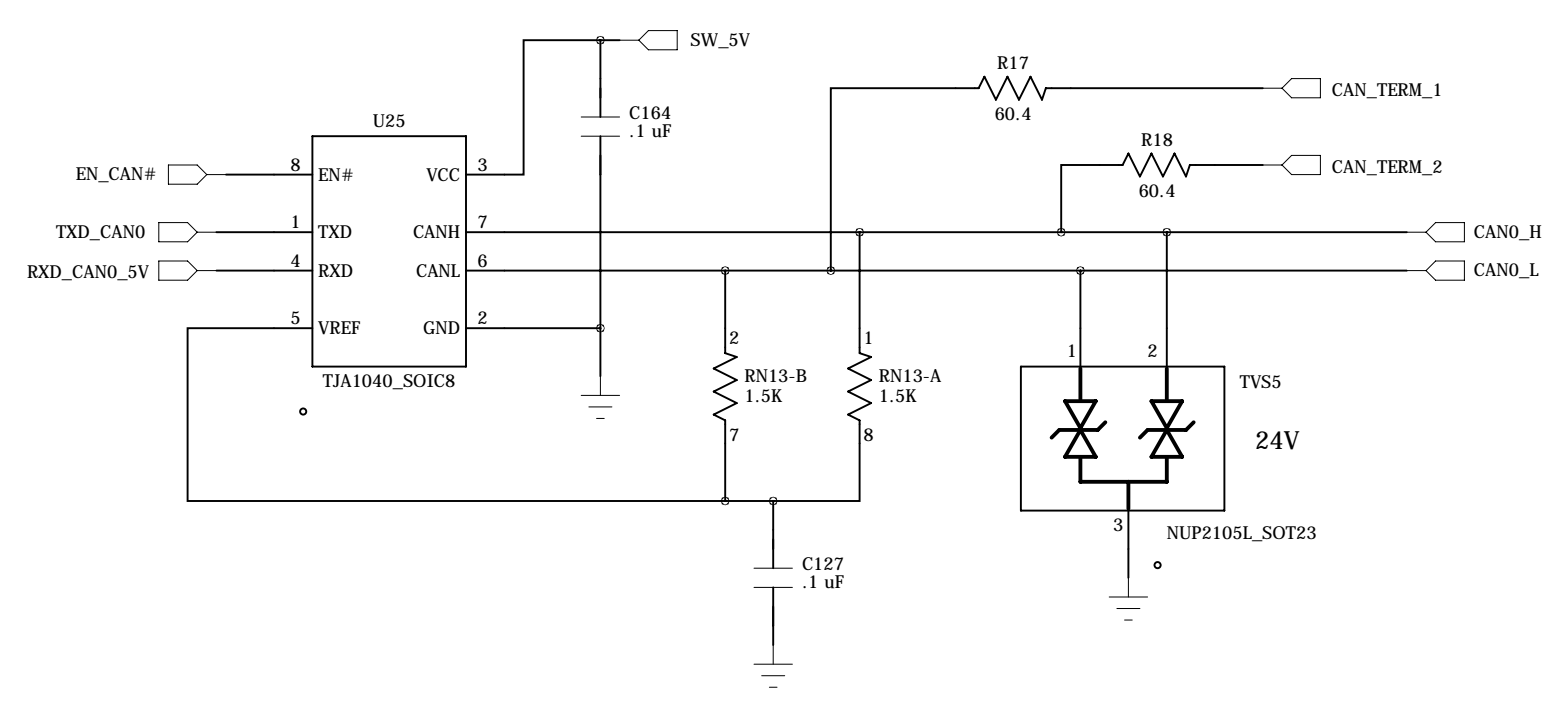 SW_5V
R17
60.4
CAN_TERM_1
C164
.1 uF
U25
R18
60.4
CAN_TERM_2
EN_CAN#
8
EN#
VCC
3
TXD_CAN0
1
TXD
CANH
7
CAN0_H
RXD_CAN0_5V
4
RXD
CANL
6
CAN0_L
5
VREF
GND
2
TJA1040_SOIC8
2
RN13-B
1.5K
7
1
RN13-A
1.5K
8
1
2
TVS5
24V
3
NUP2105L_SOT23
C127
.1 uF